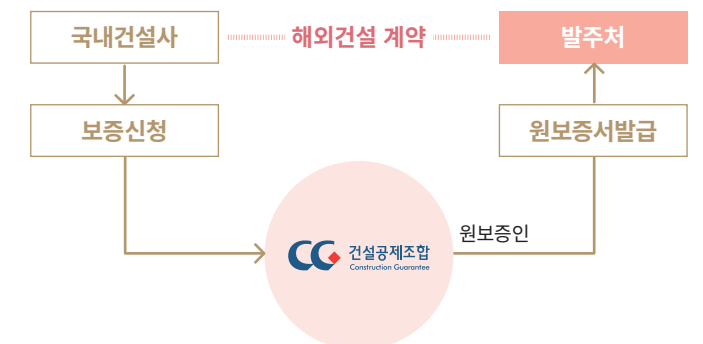 국내건설사
해외건설 계약
발주처
보증신청
원보증서발급
원보증인
CG 건설공제조합
Construction Guarantee